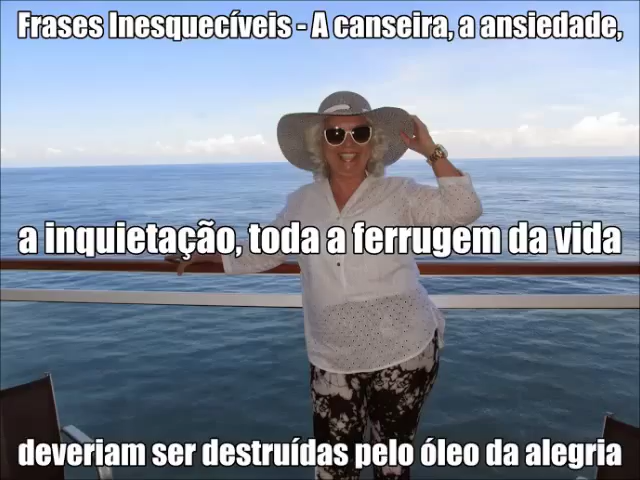 Frases Inesquecíveis - A canseira, a ansiedade,
a inquietação, toda a ferrugem da vida
deveriam ser destruídas pelo óleo da alegria